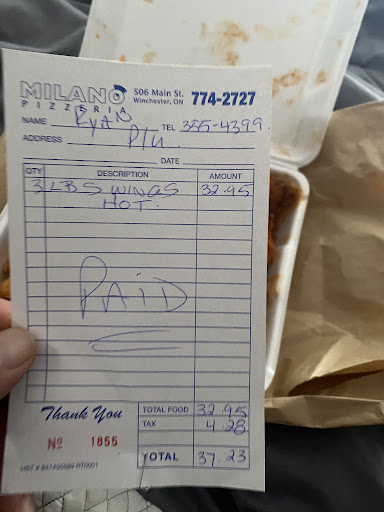 MILANO
PIZZERIA
506 Main St.
Winchester, ON
774-2727
NAME Ryan TEL. 355-4399
ADDRESS P/U
DATE
QTY DESCRIPTION AMOUNT
3 LBS WINGS 32.95
HOT.
PAID
Thank You
TOTAL FOOD 32.95
TAX 4.28
Nº 1855
TOTAL 37.23